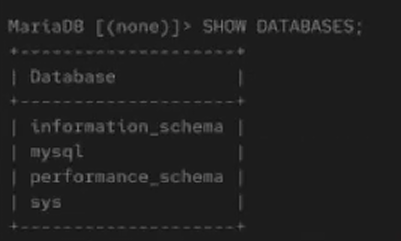 MariaDB [(none)]> SHOW DATABASES;
+--------------------+
| Database           |
+--------------------+
| information_schema |
| mysql              |
| performance_schema |
| sys                |
+--------------------+